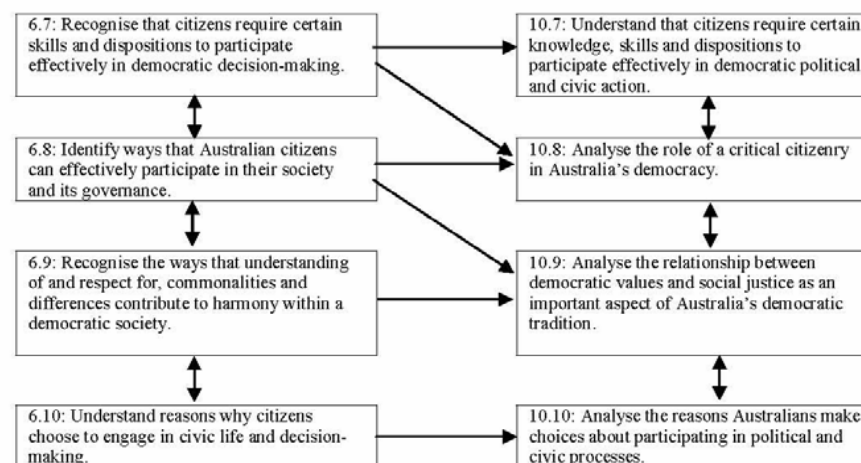 6.7: Recognise that citizens require certain
skills and dispositions to participate
effectively in democratic decision-making.
10.7: Understand that citizens require certain
knowledge, skills and dispositions to
participate effectively in democratic political
and civic action.
6.8: Identify ways that Australian citizens
can effectively participate in their society
and its governance.
10.8: Analyse the role of a critical citizenry
in Australia's democracy.
6.9: Recognise the ways that understanding
of and respect for, commonalities and
differences contribute to harmony within a
democratic society.
10.9: Analyse the relationship between
democratic values and social justice as an
important aspect of Australia's democratic
tradition.
6.10: Understand reasons why citizens
choose to engage in civic life and decision-
making.
10.10: Analyse the reasons Australians make
choices about participating in political and
civic processes.